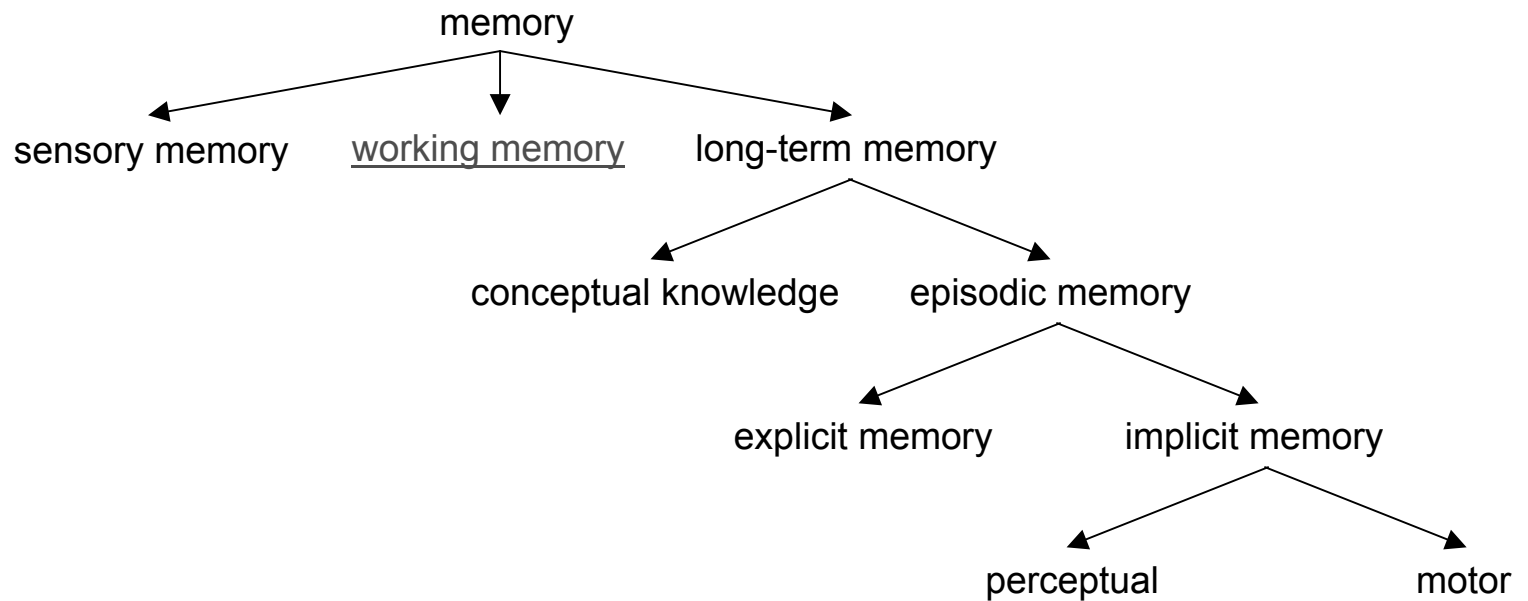 memory
sensory memory working memory long-term memory
conceptual knowledge episodic memory
explicit memory implicit memory
perceptual motor